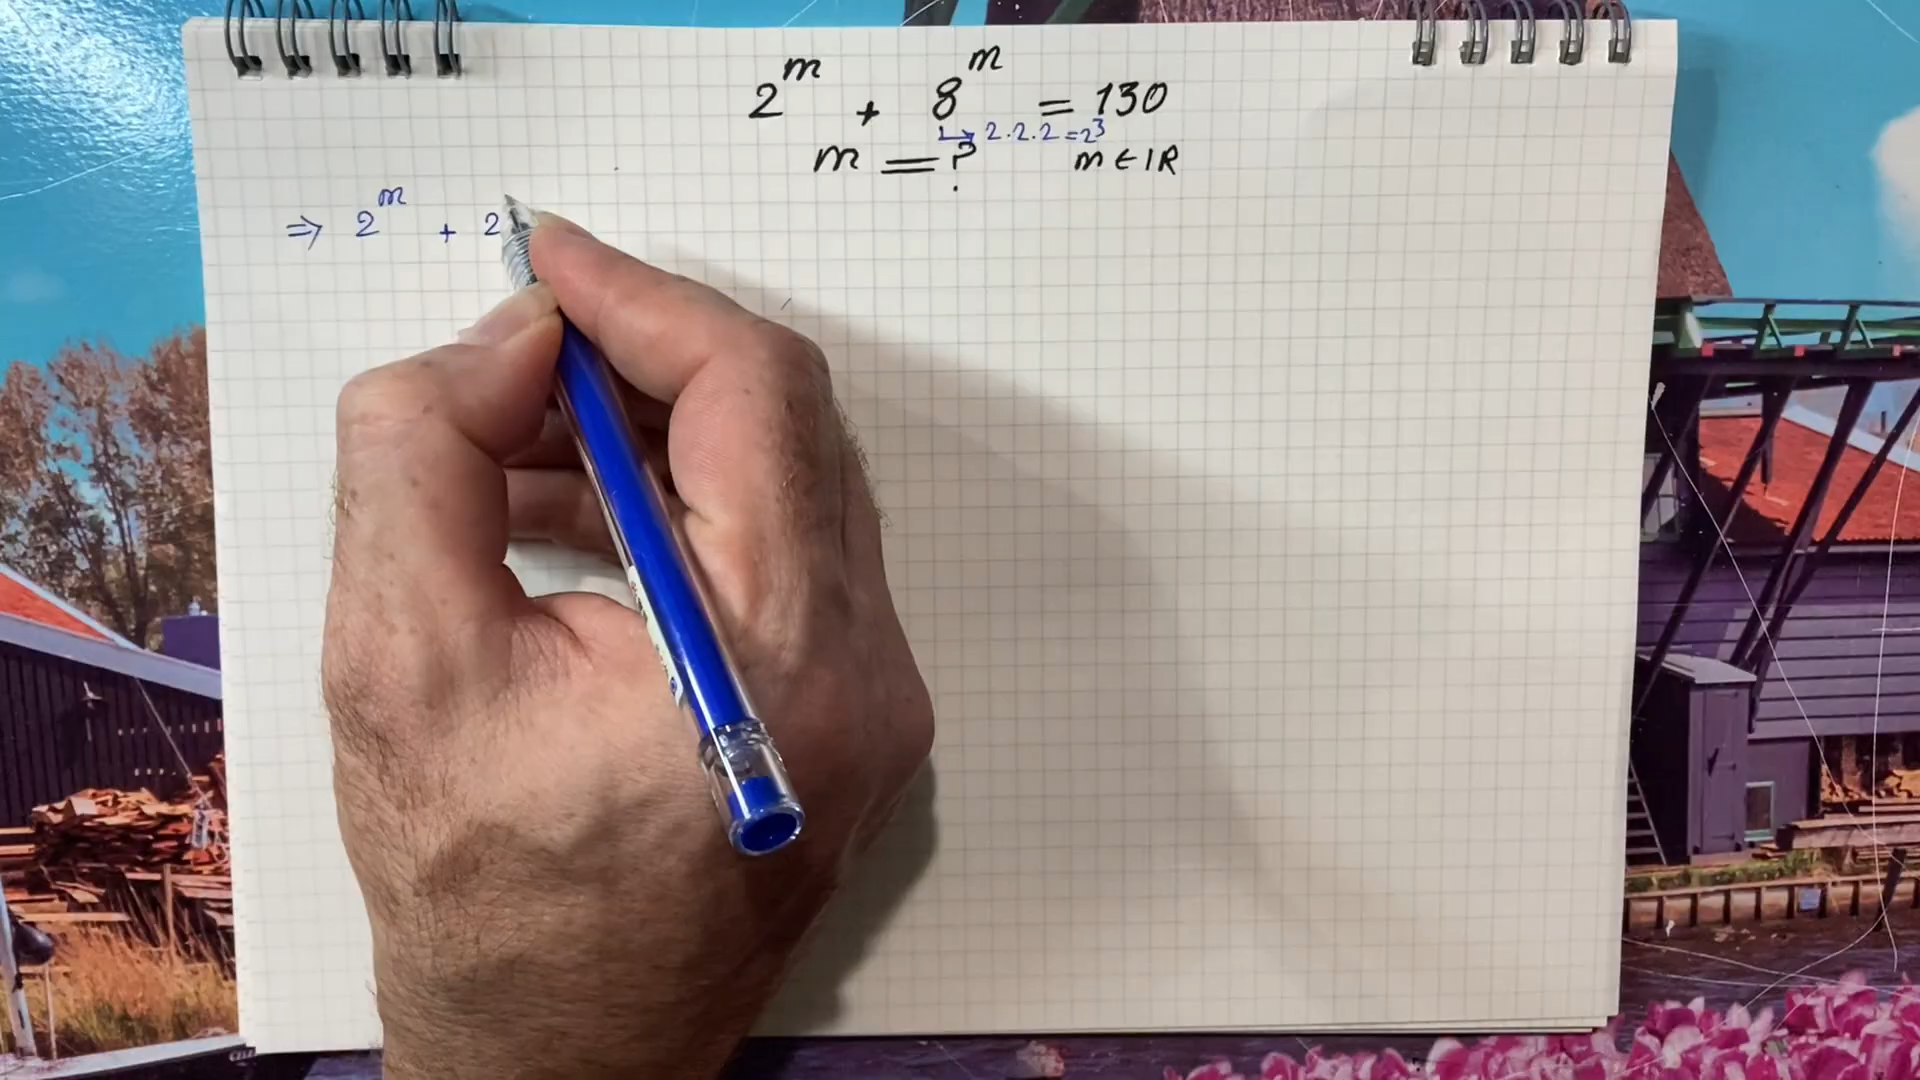 2^m + 8^m = 130
↳ 2.2.2 = 2^3
m = ? m ∈ IR
⇒ 2^m + 2